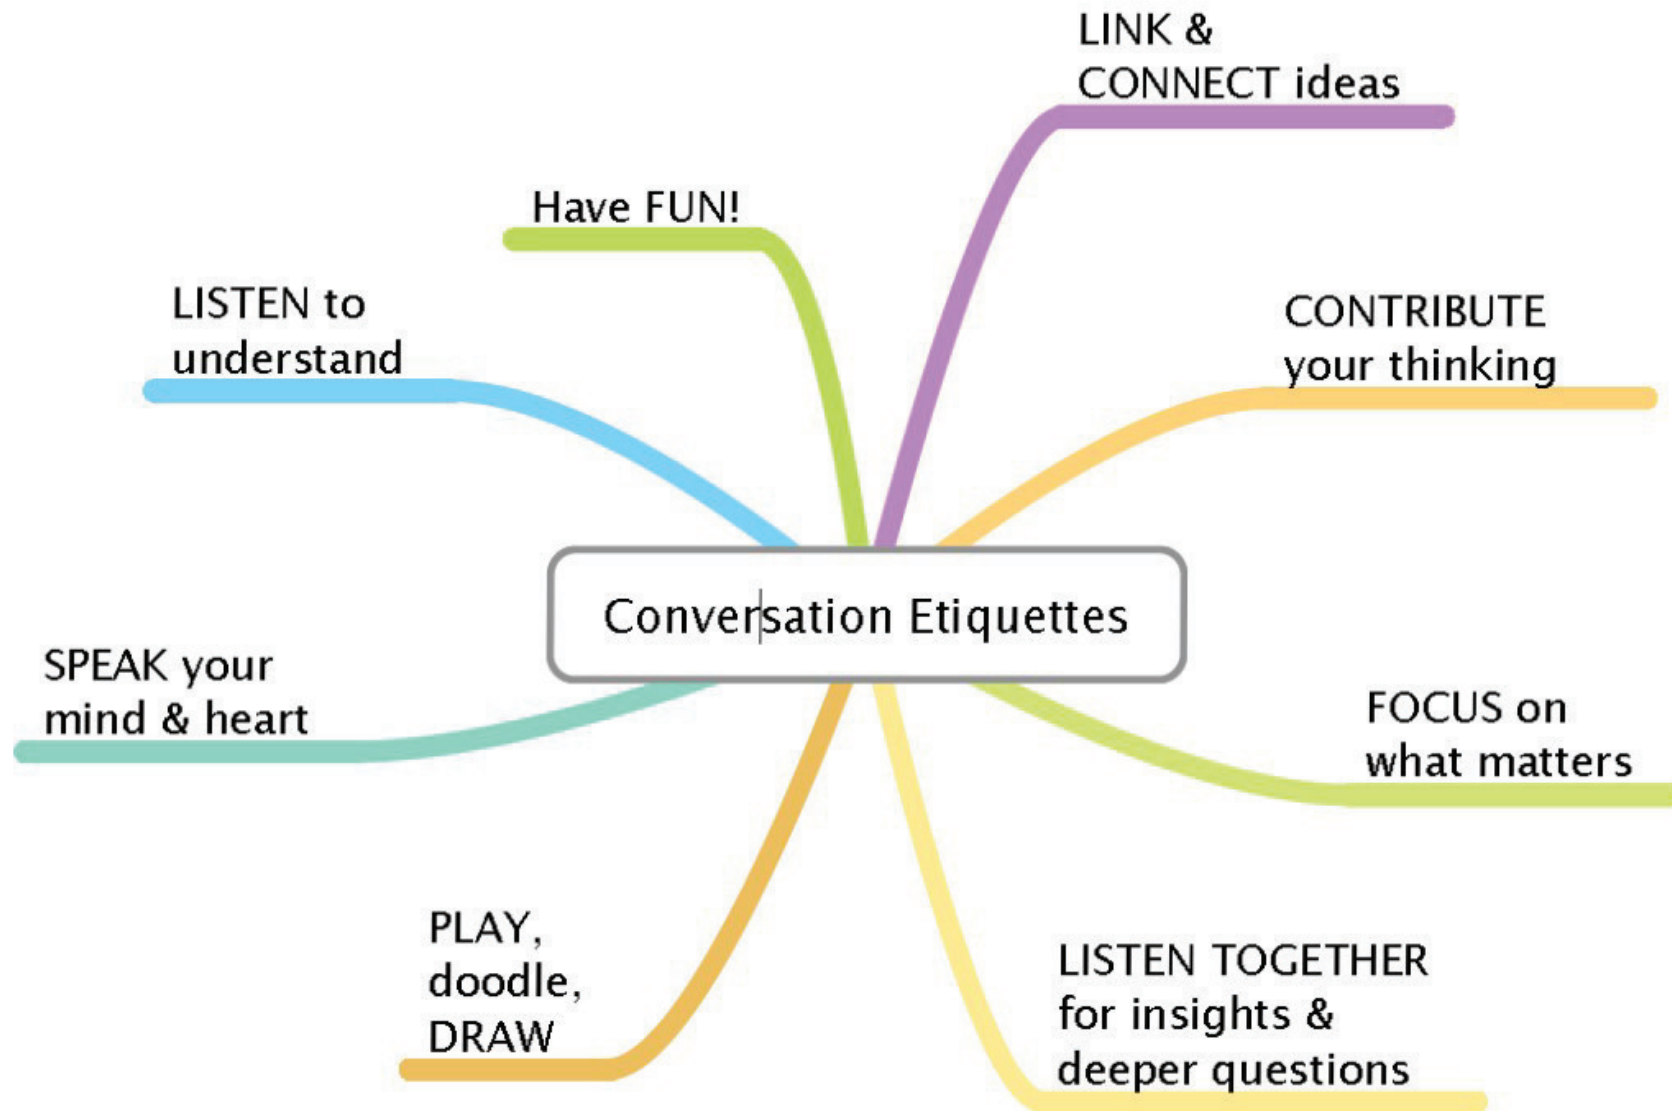 LINK &
CONNECT ideas
Have FUN!
LISTEN to
understand
CONTRIBUTE
your thinking
Conversation Etiquettes
SPEAK your
mind & heart
FOCUS on
what matters
PLAY,
doodle,
DRAW
LISTEN TOGETHER
for insights &
deeper questions